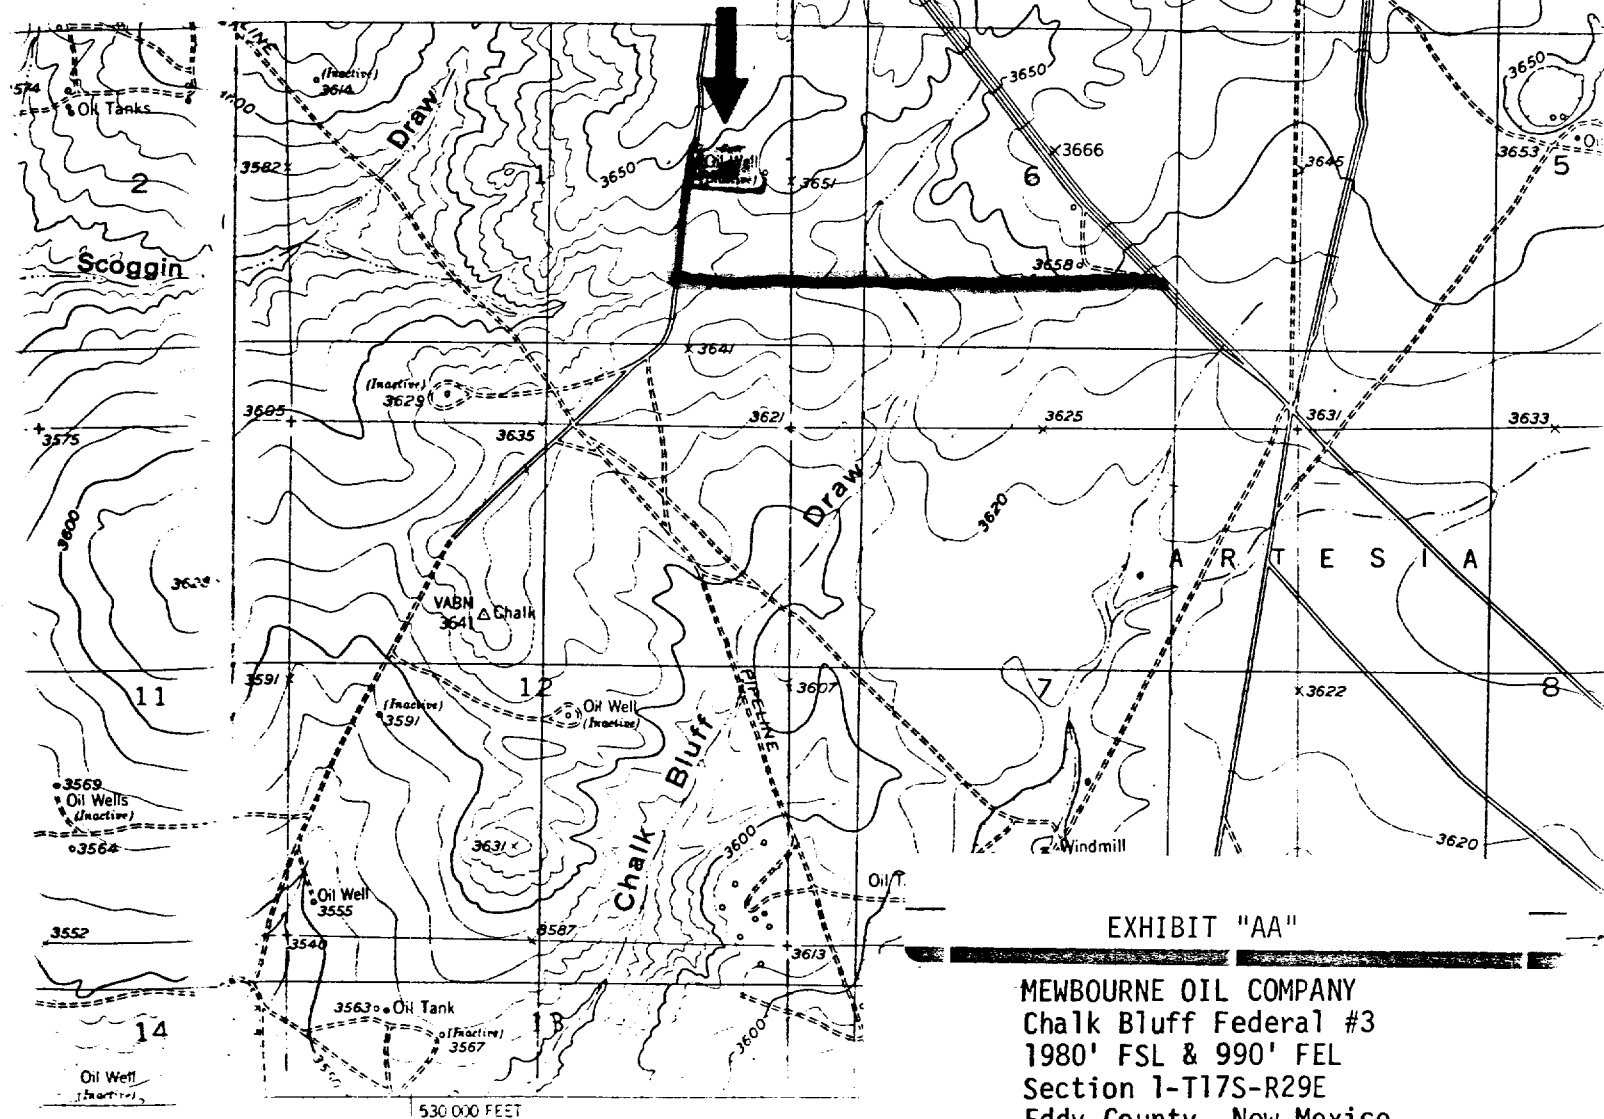 (Inactive)
3614
Oil Tanks
Draw
3650
3650
3582
2
1
3650
Oil Well
3651
6
3666
3645
3653
5
Scoggin
3658
3641
(Inactive)
3629
3605
3575
3635
3621
3625
3631
3633
3600
Draw
3620
ARTESIA
VABM
3641
Chalk
3591
11
12
7
3622
8
(Inactive)
3591
Oil Well
(Inactive)
3607
PIPELINE
Chalk Bluff
3569
Oil Wells
(Inactive)
3564
3631
3600
Windmill
3620
Oil Well
3555
3552
3540
3587
3613
3563
Oil Tank
(Inactive)
3567
13
14
3600
Oil Well
530 000 FEET
EXHIBIT "AA"
MEWBOURNE OIL COMPANY
Chalk Bluff Federal #3
1980' FSL & 990' FEL
Section 1-T17S-R29E
Eddy County, New Mexico